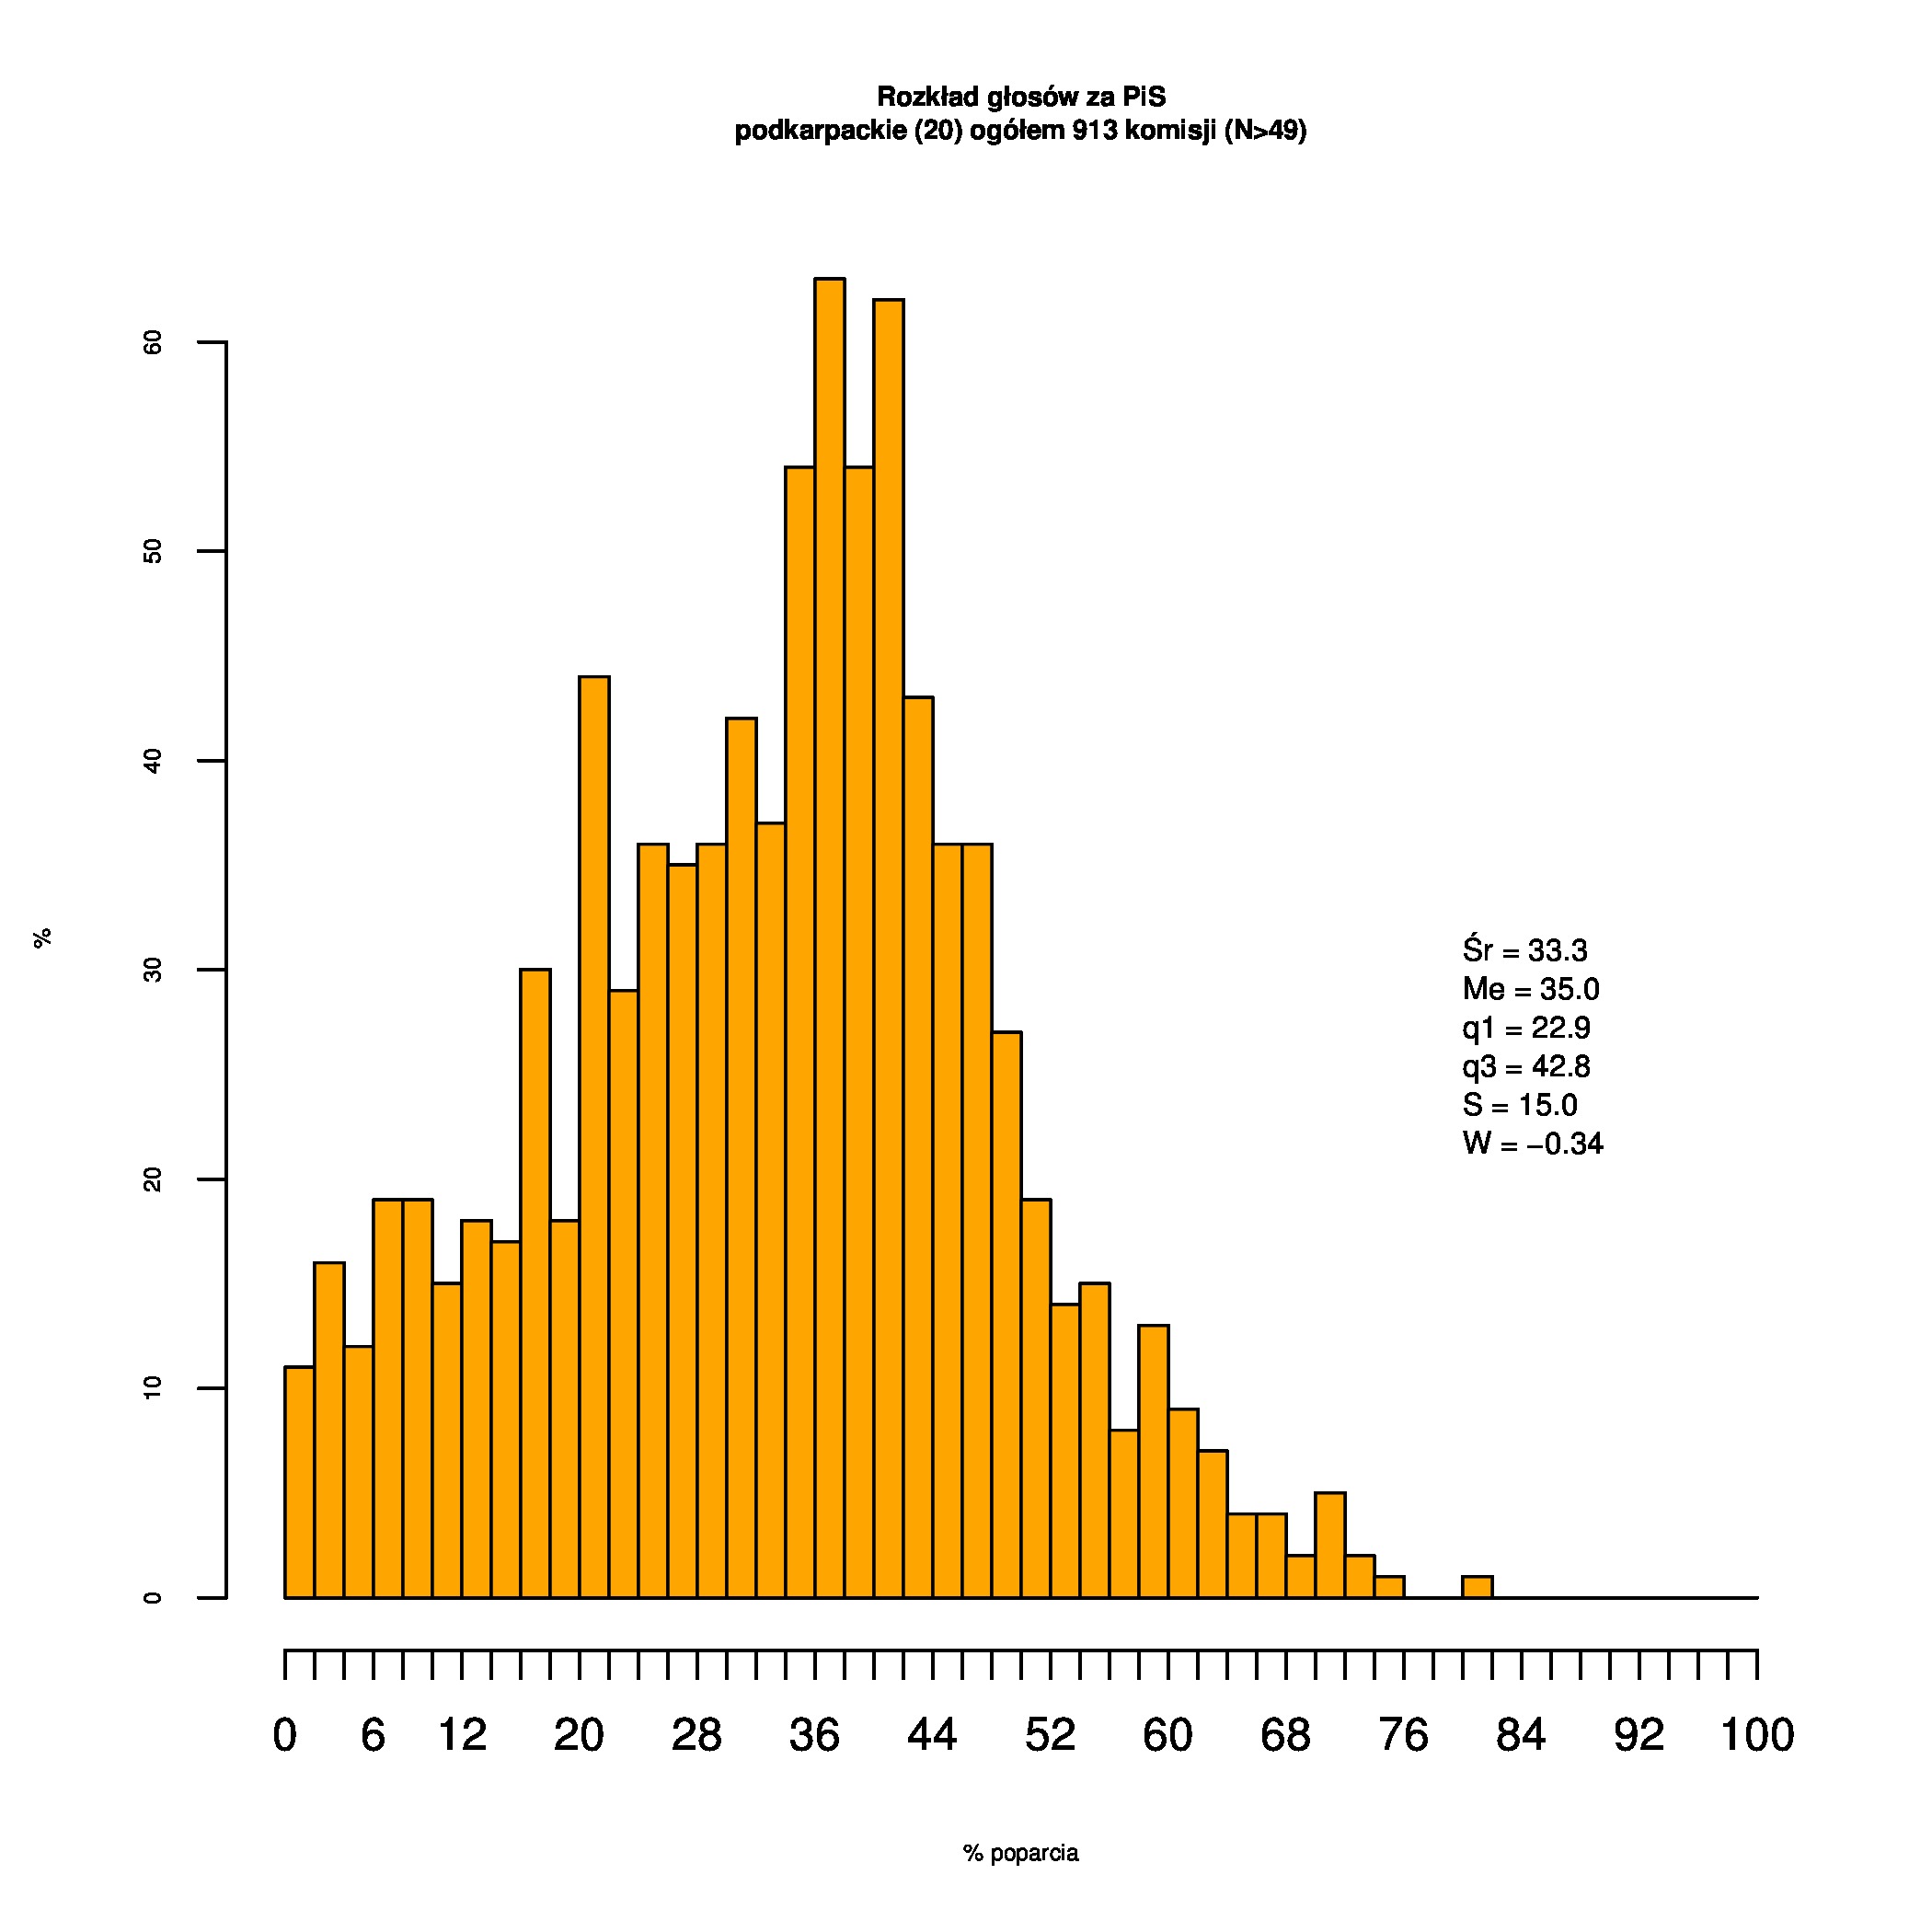 Rozkład głosów za PiS
podkarpackie (20) ogółem 913 komisji (N>49)
60
50
40
30
20
10
0
%
Śr = 33.3
Me = 35.0
q1 = 22.9
q3 = 42.8
S = 15.0
W = −0.34
0 6 12 20 28 36 44 52 60 68 76 84 92 100
% poparcia